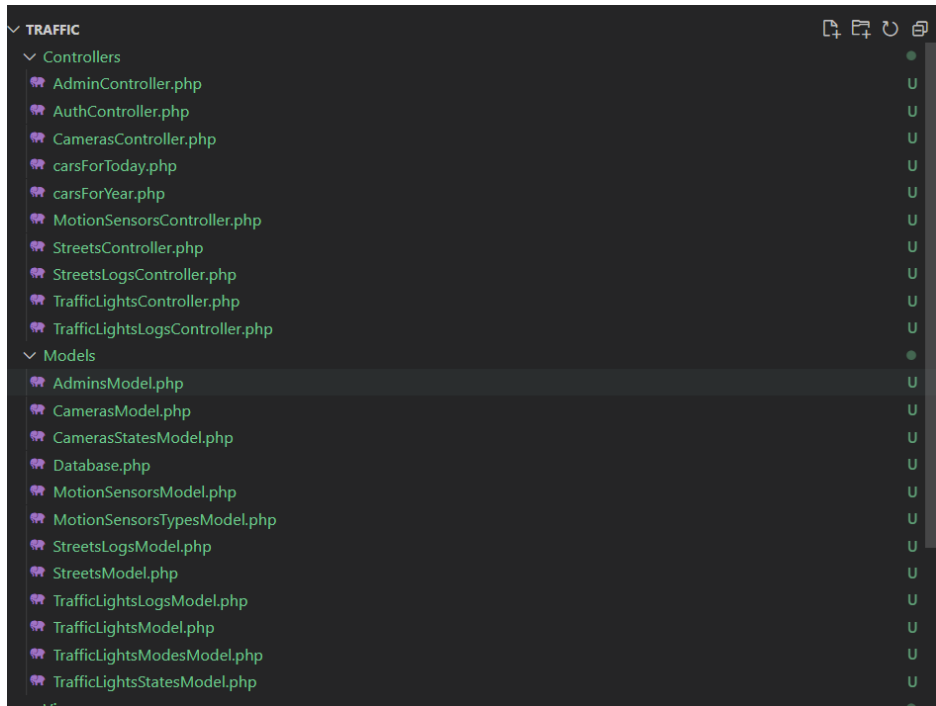 TRAFFIC
Controllers
AdminController.php U
AuthController.php U
CamerasController.php U
carsForToday.php U
carsForYear.php U
MotionSensorsController.php U
StreetsController.php U
StreetsLogsController.php U
TrafficLightsController.php U
TrafficLightsLogsController.php U
Models
AdminsModel.php U
CamerasModel.php U
CamerasStatesModel.php U
Database.php U
MotionSensorsModel.php U
MotionSensorsTypesModel.php U
StreetsLogsModel.php U
StreetsModel.php U
TrafficLightsLogsModel.php U
TrafficLightsModel.php U
TrafficLightsModesModel.php U
TrafficLightsStatesModel.php U